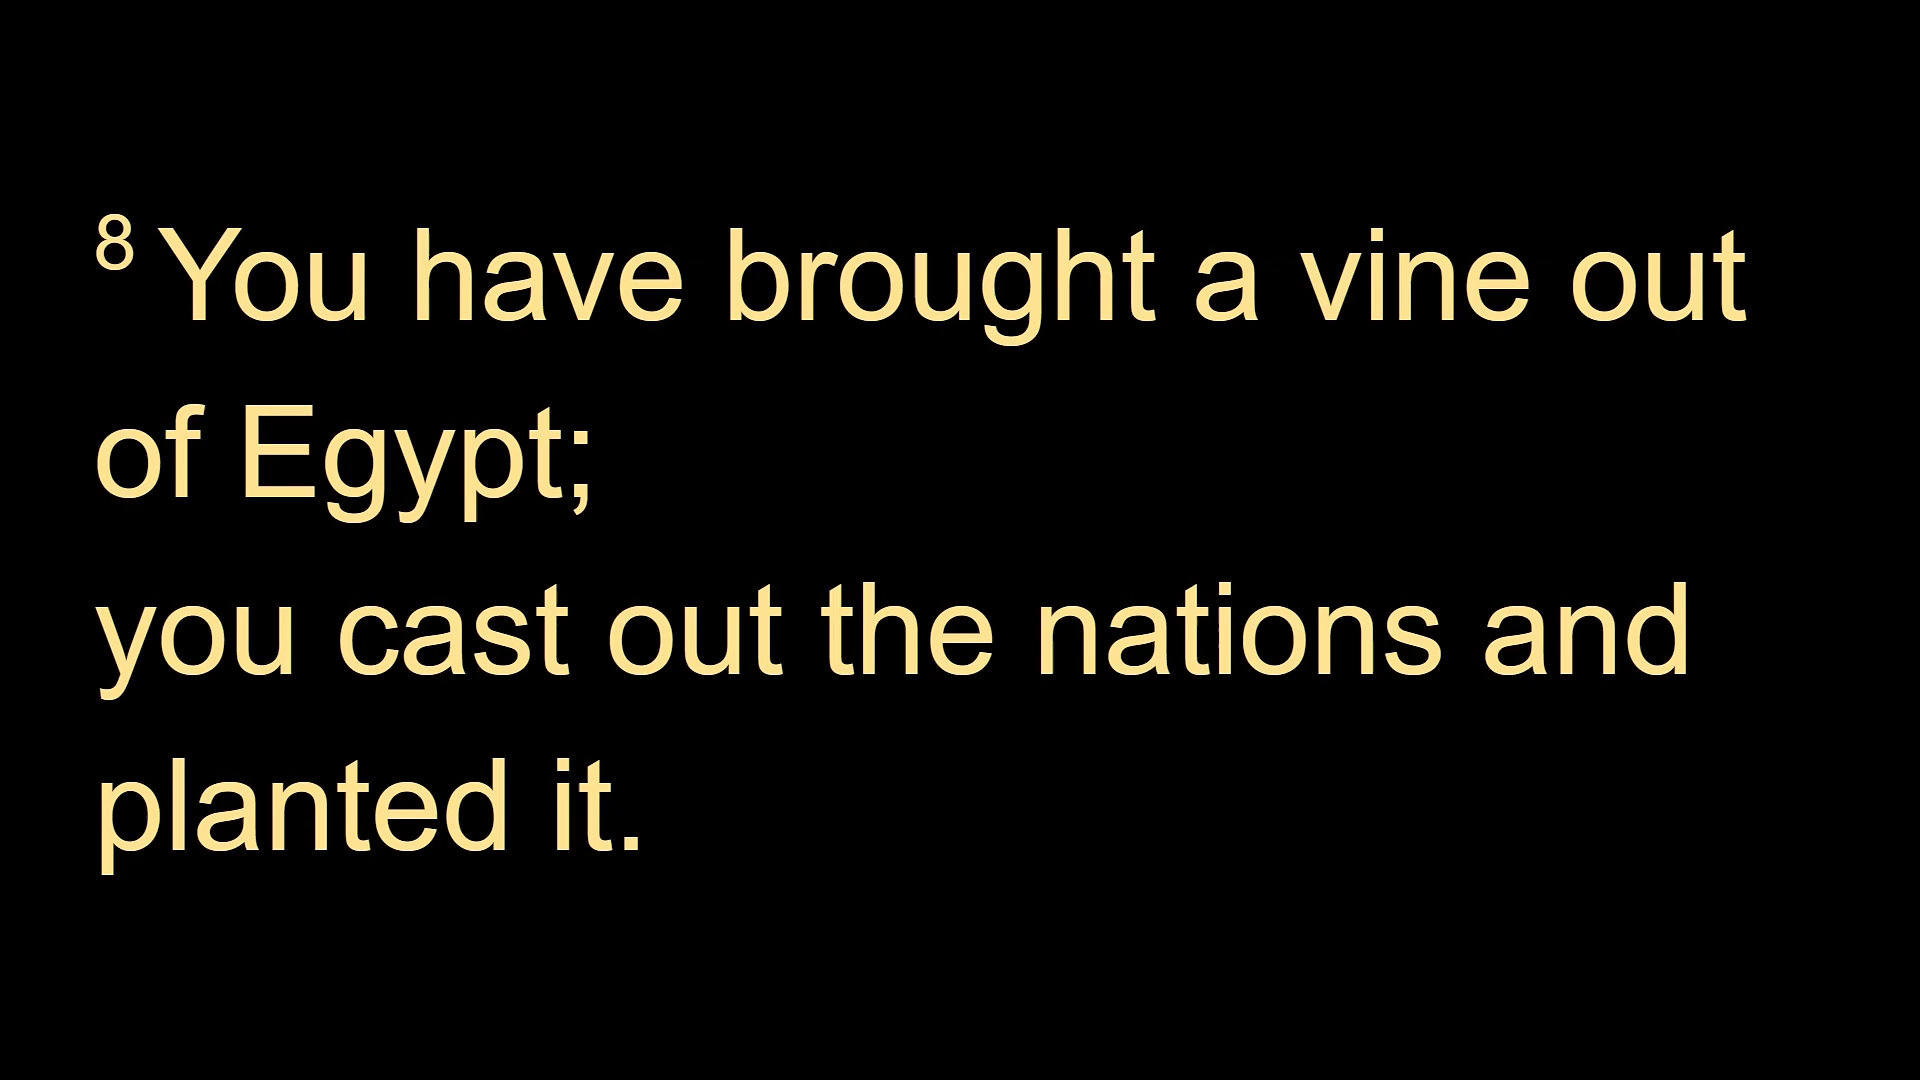 8 You have brought a vine out
of Egypt;
you cast out the nations and
planted it.